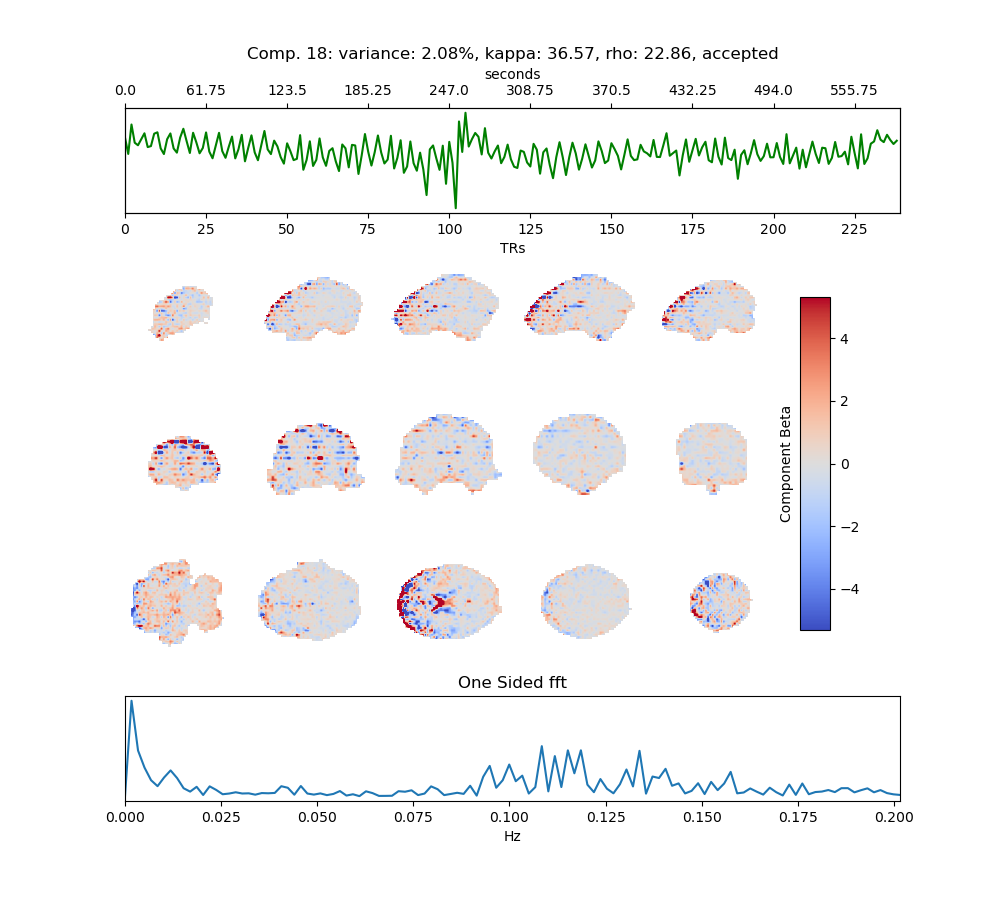 Comp. 18: variance: 2.08%, kappa: 36.57, rho: 22.86, accepted
seconds
0.0 61.75 123.5 185.25 247.0 308.75 370.5 432.25 494.0 555.75
0 25 50 75 100 125 150 175 200 225
TRs
4
2
0
−2
−4
Component Beta
One Sided fft
0.000 0.025 0.050 0.075 0.100 0.125 0.150 0.175 0.200
Hz